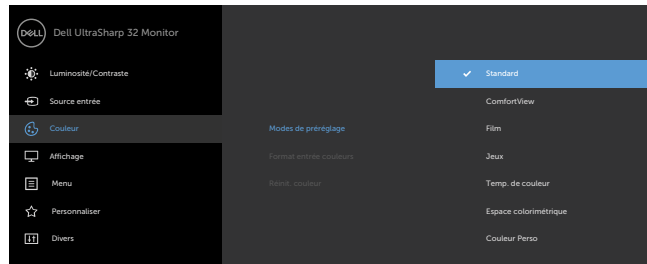 DELL Dell UltraSharp 32 Monitor
Luminosité/Contraste
Standard
Source entrée
ComfortView
Couleur
Modes de préréglage
Film
Affichage
Format entrée couleurs
Jeux
Menu
Réinit. couleur
Temp. de couleur
Personnaliser
Espace colorimétrique
Divers
Couleur Perso